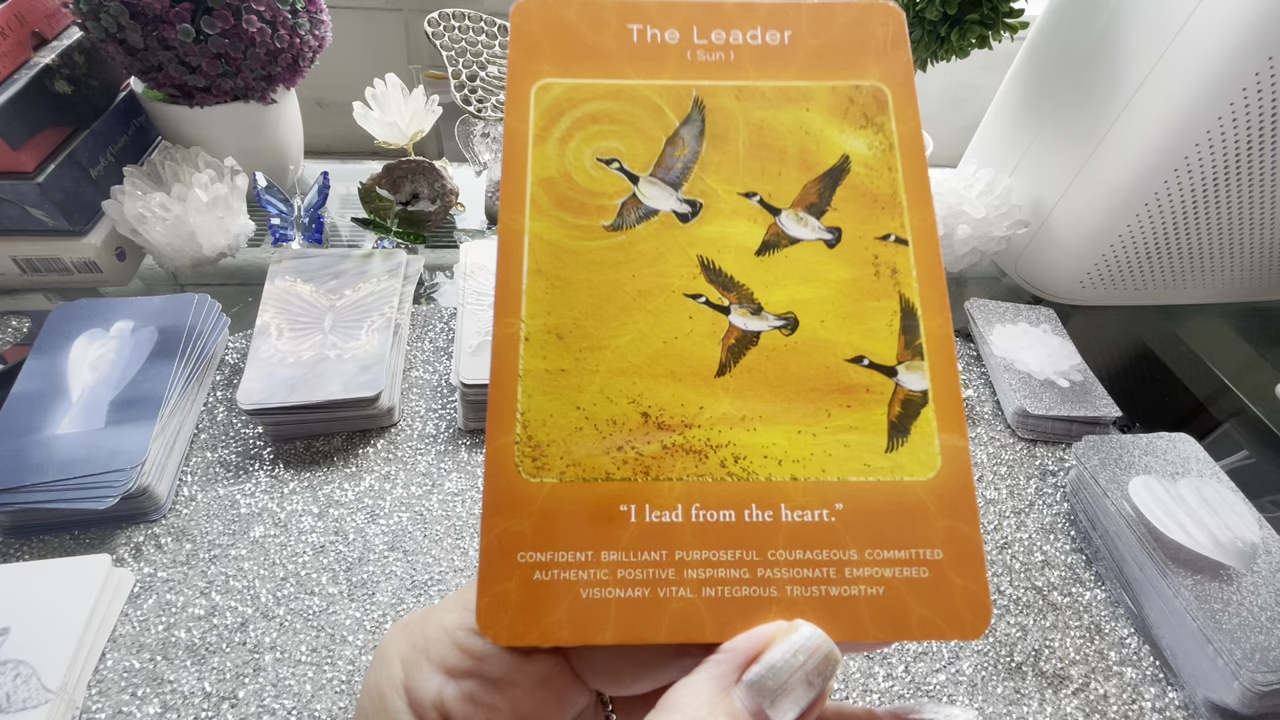 The Leader
( Sun )
“I lead from the heart.”
CONFIDENT. BRILLIANT. PURPOSEFUL. COURAGEOUS. COMMITTED
AUTHENTIC. POSITIVE. INSPIRING. PASSIONATE. EMPOWERED
VISIONARY. VITAL. INTEGROUS. TRUSTWORTHY